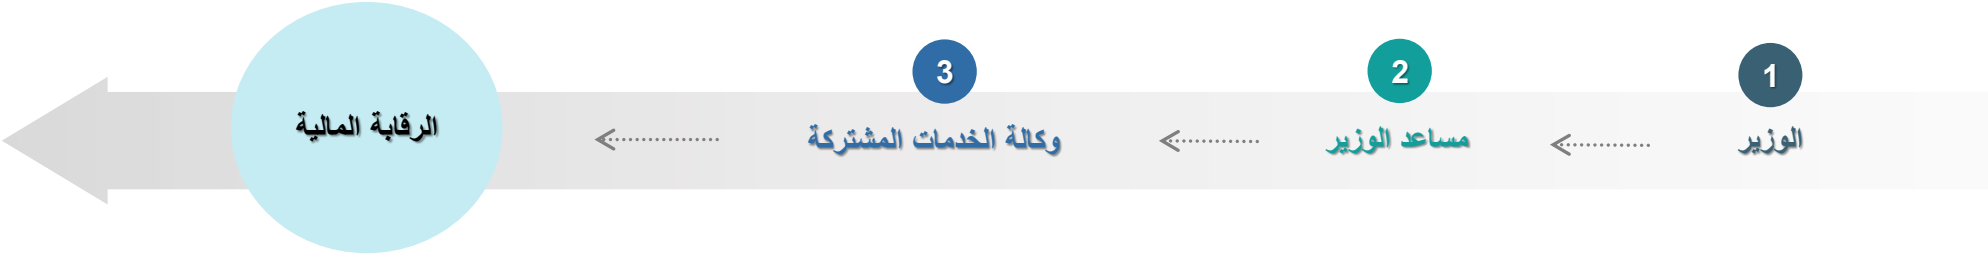 1
الوزير
2
مساعد الوزير
3
وكالة الخدمات المشتركة
الرقابة المالية